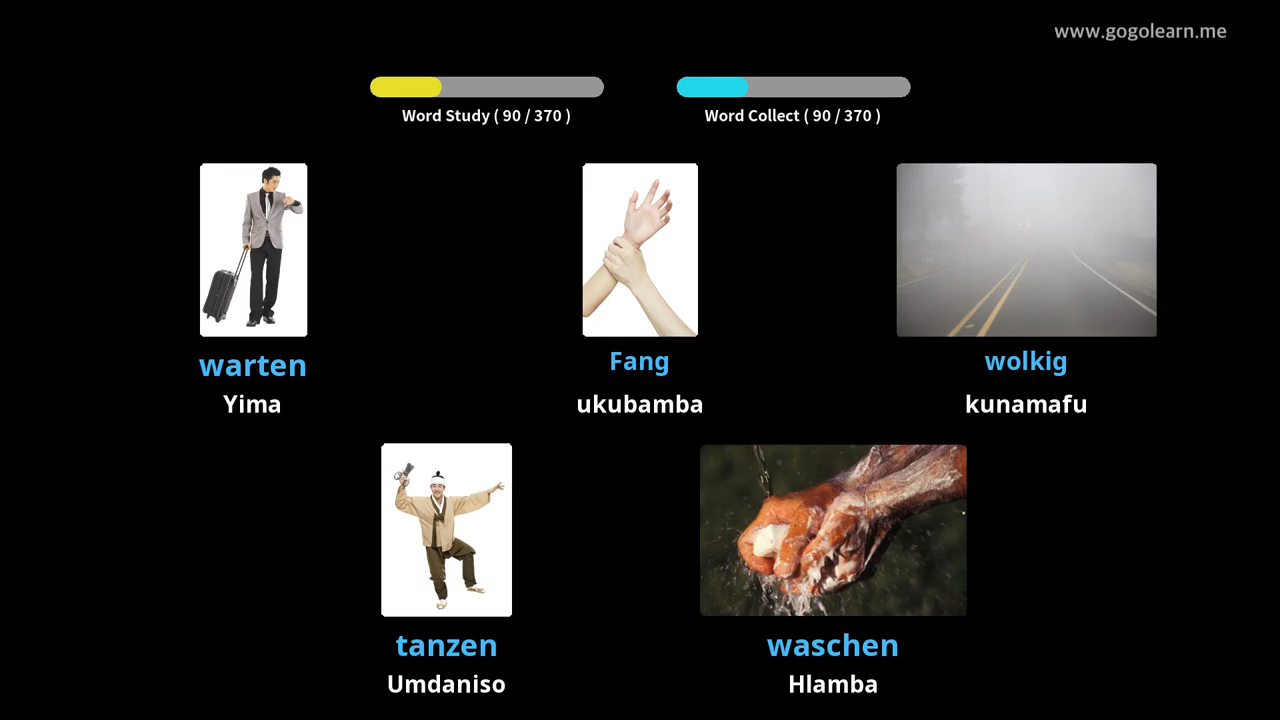 www.gogolearn.me
Word Study ( 90 / 370 )
Word Collect ( 90 / 370 )
warten
Yima
Fang
ukubamba
wolkig
kunamafu
tanzen
Umdaniso
waschen
Hlamba